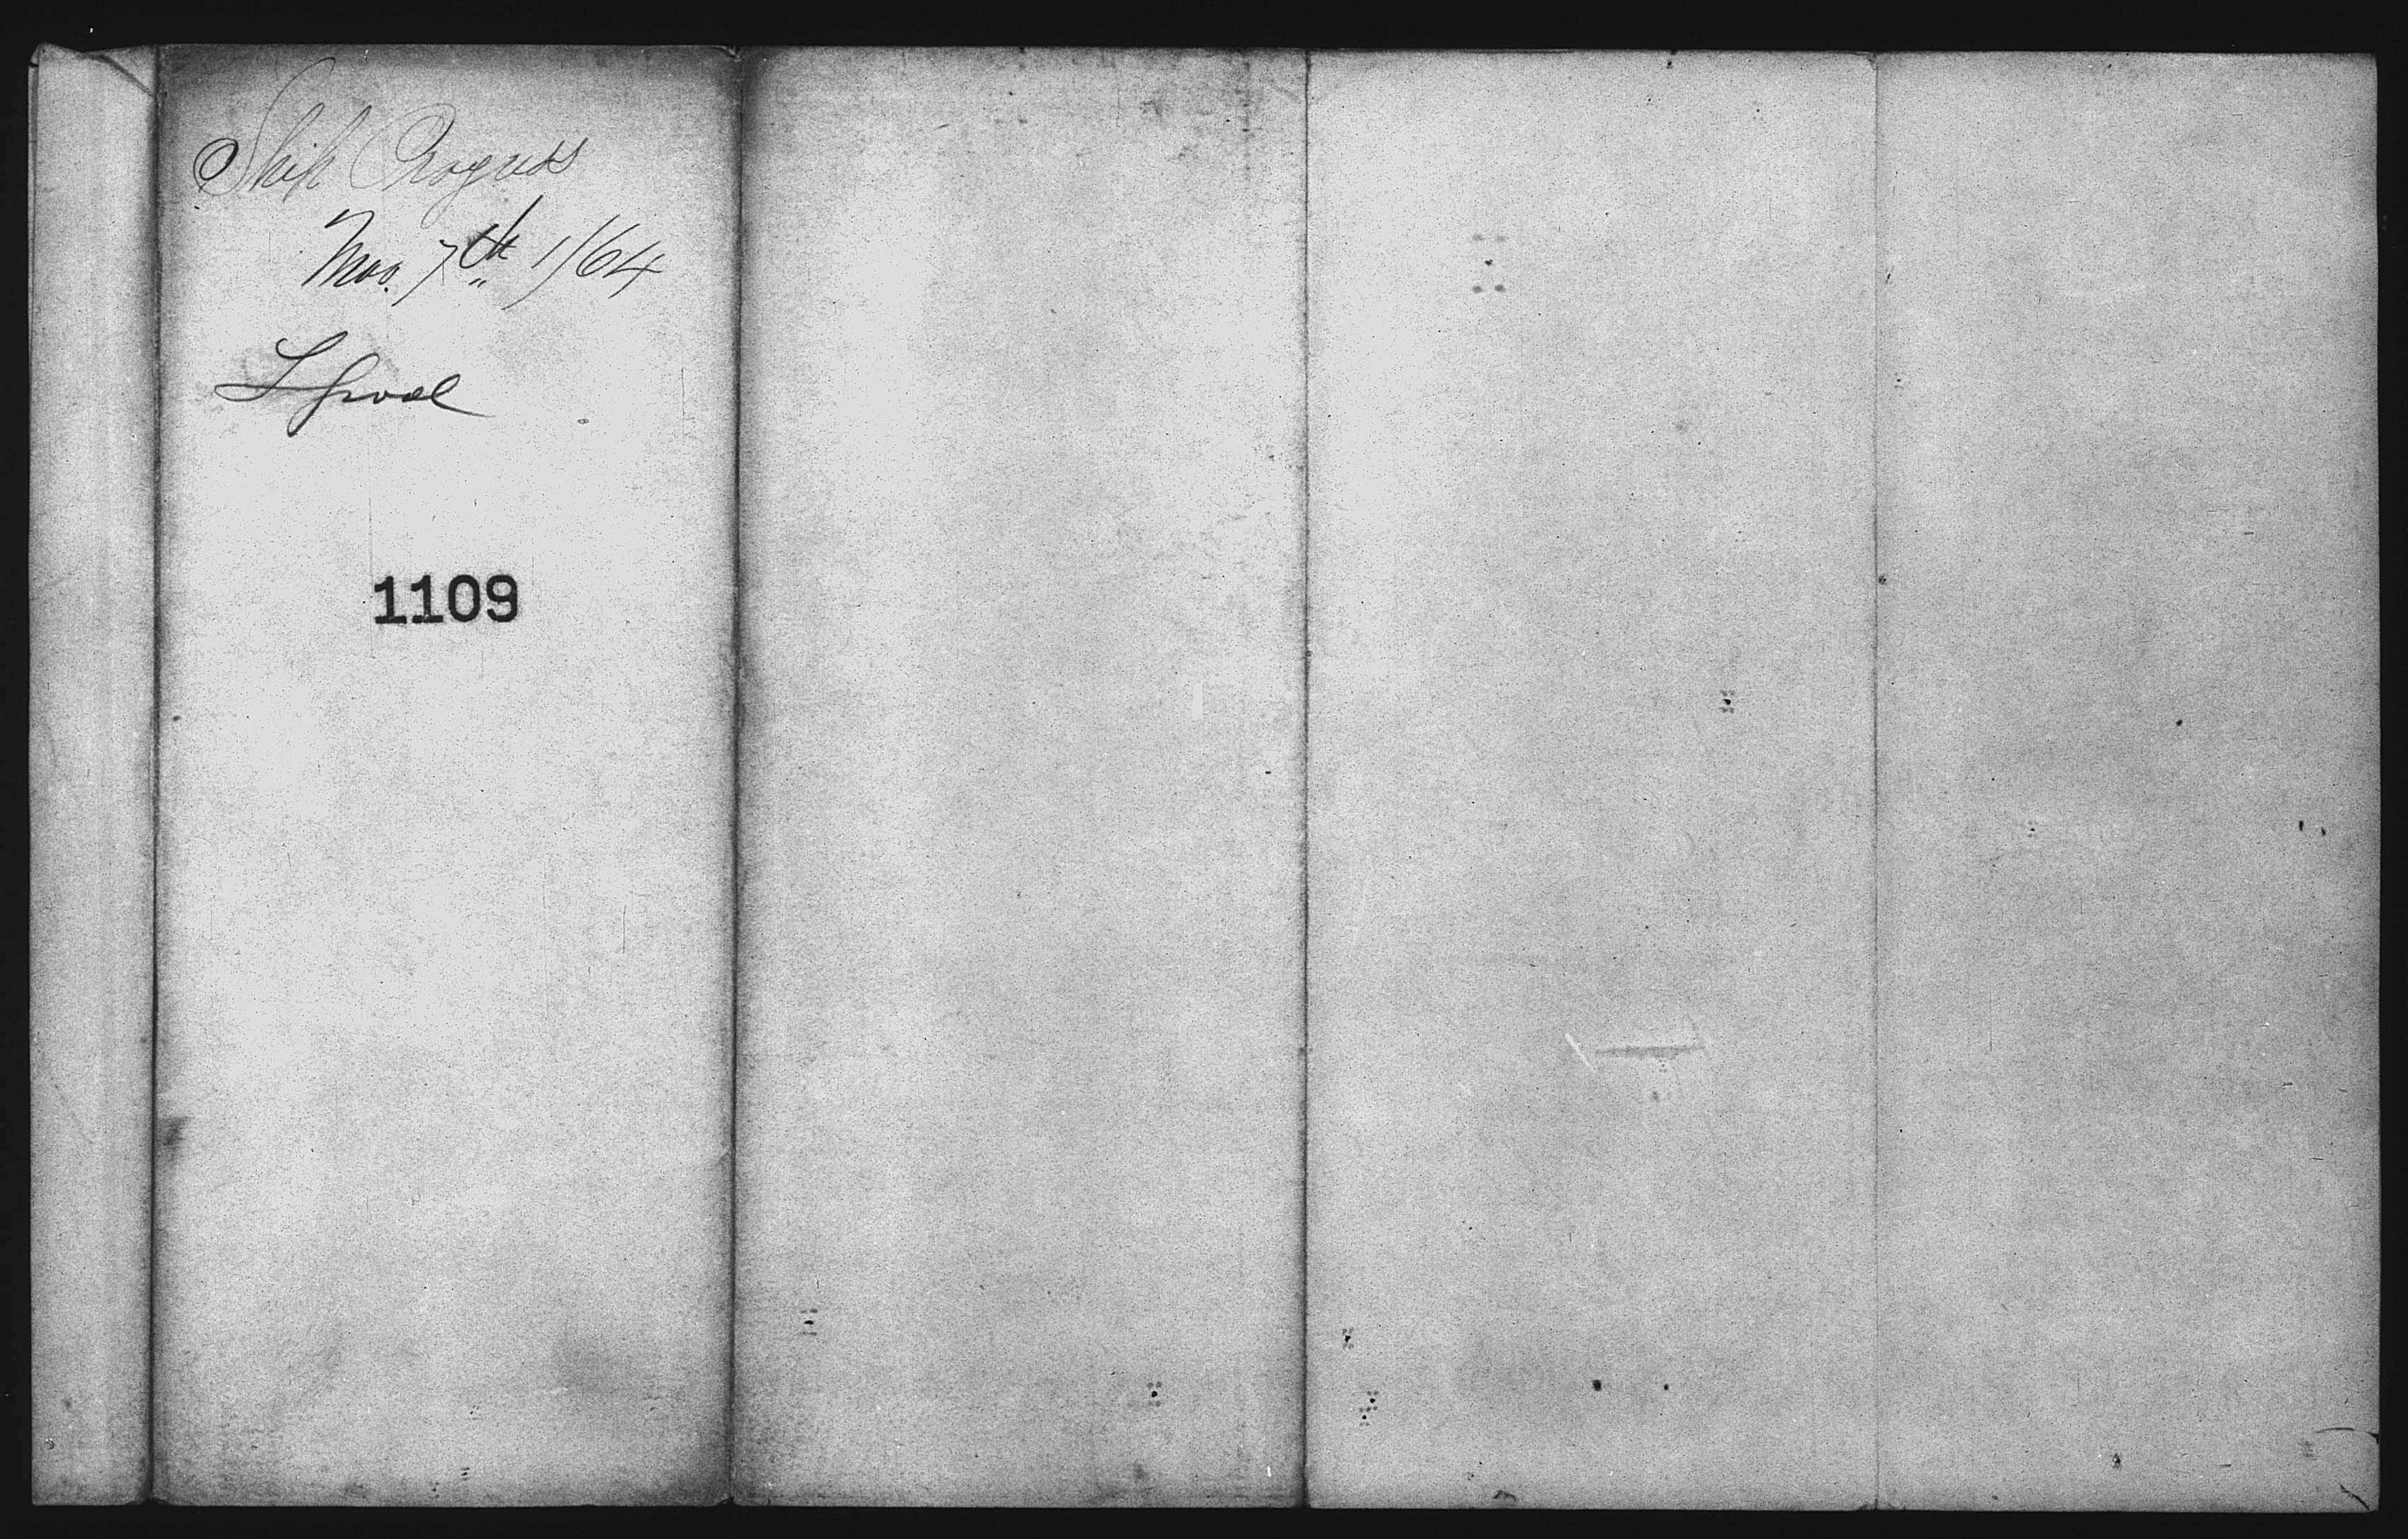 Ship Progress
Nov. 7th 1/64
L'pool
1109